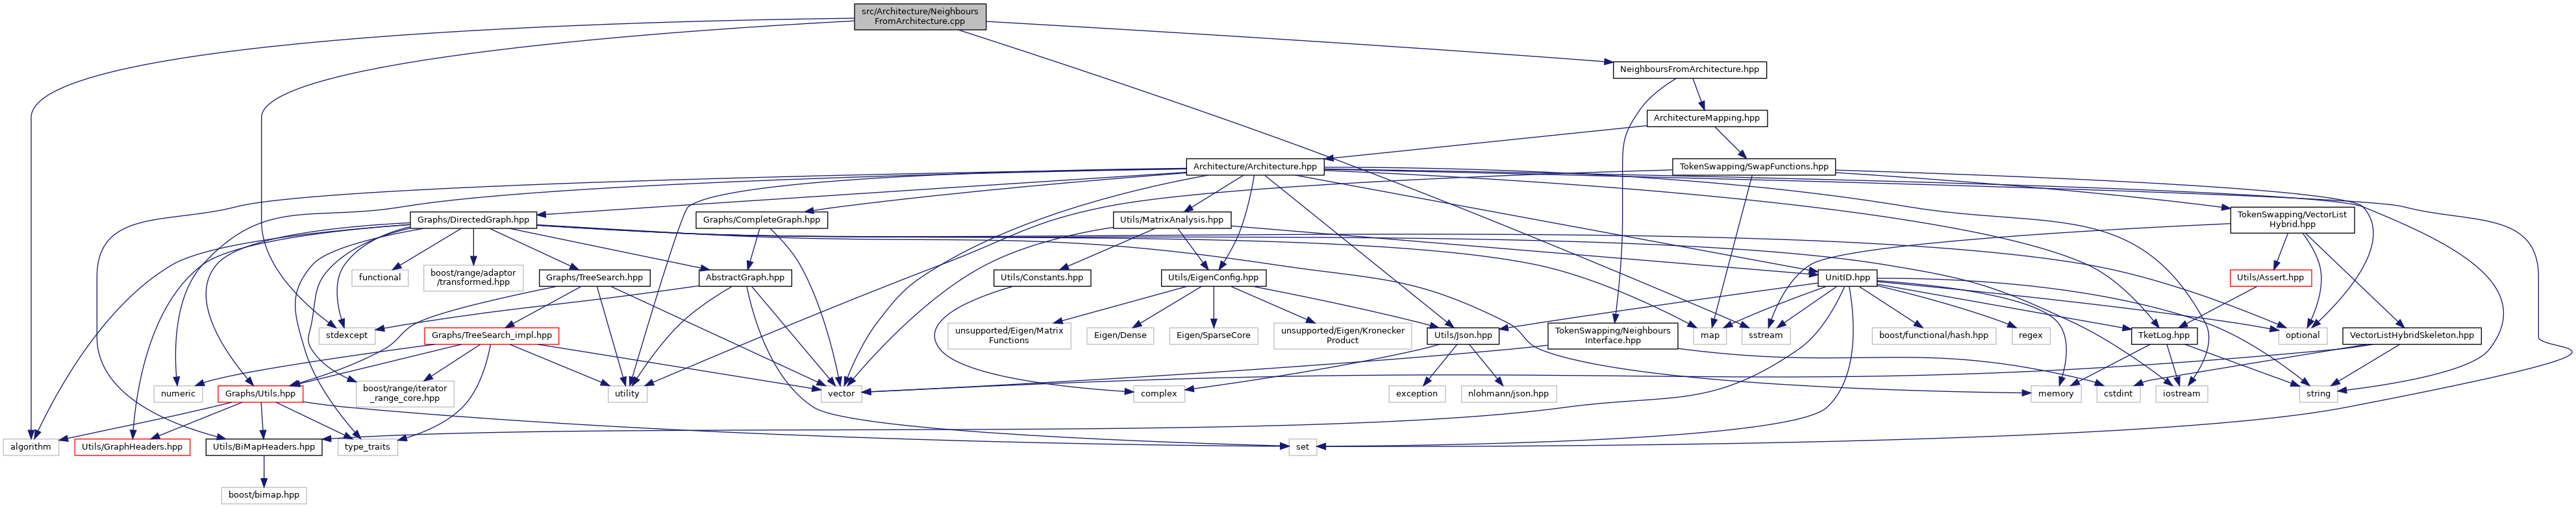 src/Architecture/Neighbours
FromArchitecture.cpp
NeighboursFromArchitecture.hpp
ArchitectureMapping.hpp
Architecture/Architecture.hpp
TokenSwapping/SwapFunctions.hpp
Graphs/DirectedGraph.hpp
Graphs/CompleteGraph.hpp
Utils/MatrixAnalysis.hpp
TokenSwapping/VectorList
Hybrid.hpp
functional
boost/range/adaptor
/transformed.hpp
Graphs/TreeSearch.hpp
AbstractGraph.hpp
Utils/Constants.hpp
Utils/EigenConfig.hpp
UnitID.hpp
Utils/Assert.hpp
stdexcept
Graphs/TreeSearch_impl.hpp
unsupported/Eigen/Matrix
Functions
Eigen/Dense
Eigen/SparseCore
unsupported/Eigen/Kronecker
Product
Utils/Json.hpp
TokenSwapping/Neighbours
Interface.hpp
map
sstream
boost/functional/hash.hpp
regex
TketLog.hpp
optional
VectorListHybridSkeleton.hpp
numeric
Graphs/Utils.hpp
boost/range/iterator
_range_core.hpp
utility
vector
complex
exception
nlohmann/json.hpp
memory
cstdint
iostream
string
algorithm
Utils/GraphHeaders.hpp
Utils/BiMapHeaders.hpp
type_traits
set
boost/bimap.hpp